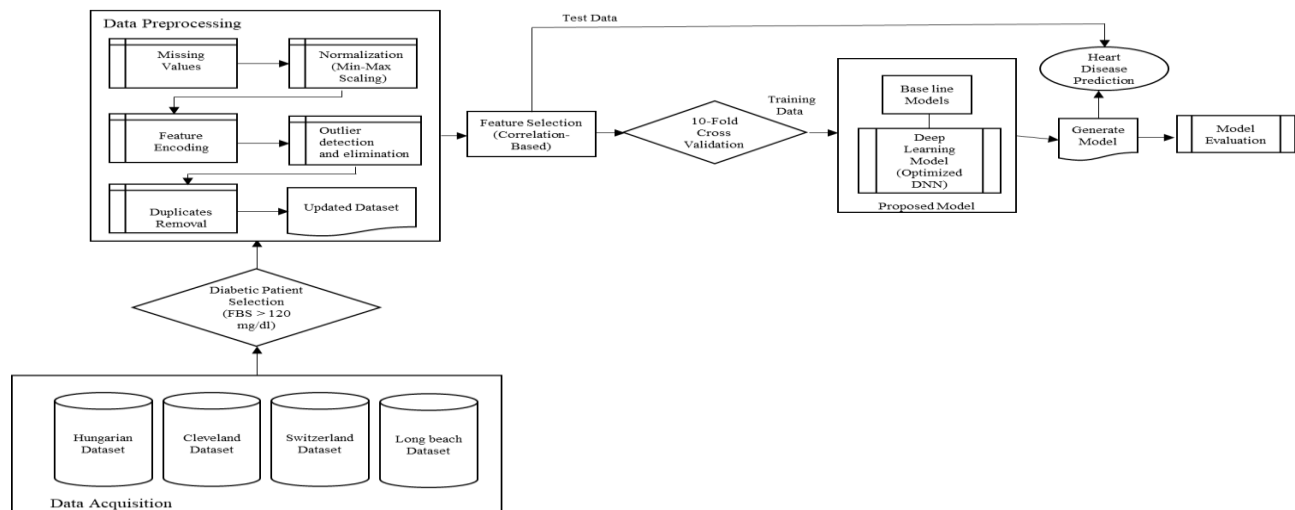 Data Preprocessing
Missing
Values
Normalization
(Min-Max
Scaling)
Feature
Encoding
Outlier
detection
and elimination
Duplicates
Removal
Updated Dataset
Diabetic Patient
Selection
(FBS > 120
mg/dl)
Hungarian
Dataset
Cleveland
Dataset
Switzerland
Dataset
Long beach
Dataset
Data Acquisition
Feature Selection
(Correlation-
Based)
Test Data
10-Fold
Cross
Validation
Training
Data
Base line
Models
Deep
Learning Model
(Optimized
DNN)
Proposed Model
Generate
Model
Heart
Disease
Prediction
Model
Evaluation